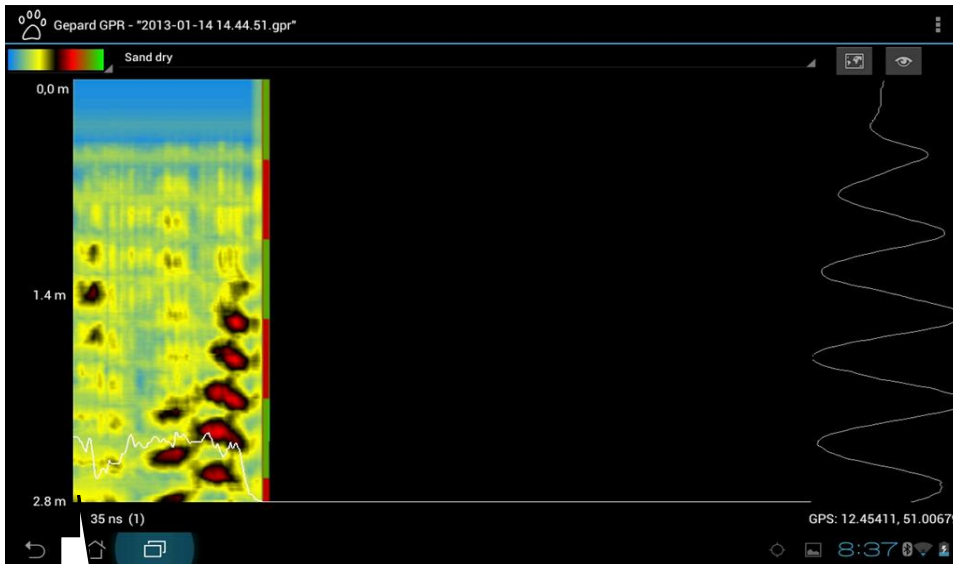 Gepard GPR - "2013-01-14 14.44.51.gpr"
Sand dry
0,0 m
1.4 m
2.8 m
35 ns (1)
GPS: 12.45411, 51.00679
8:37